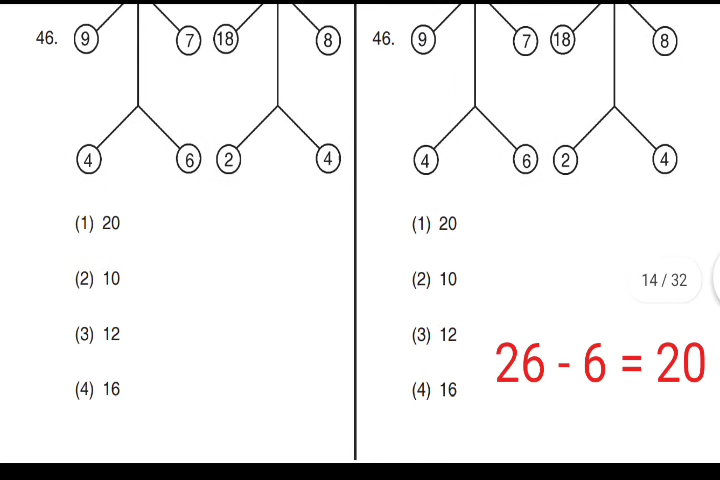 46. 9 7 18 8
4 6 2 4
(1) 20
(2) 10
(3) 12
(4) 16
46. 9 7 18 8
4 6 2 4
(1) 20
(2) 10
(3) 12
(4) 16
14 / 32
26 - 6 = 20